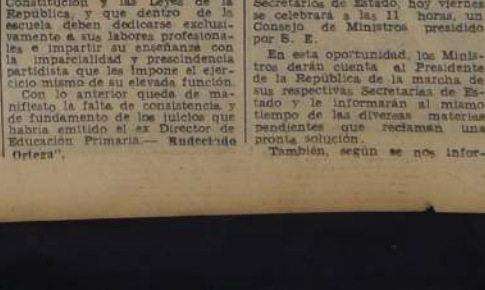 Constitución y las Leyes de la
República, y que dentro de la
escuela deben dedicarse exclusi-
vamente a sus labores profesiona-
les e impartir su enseñanza con
la imparcialidad y prescindencia
partidista que les impone el ejer-
cicio mismo de su elevada función.
Con lo anterior queda de ma-
nifiesto la falta de consistencia y
de fundamento de los juicios que
habría emitido el ex Director de
Educación Primaria.— Rudecindo
Ortega".
Secretarios de Estado, hoy viernes
se celebrará a las 11 horas, un
Consejo de Ministros presidido
por S. E.
En esta oportunidad, los Minis-
tros darán cuenta al Presidente
de la República de la marcha de
sus respectivas Secretarías de Es-
tado y le informarán al mismo
tiempo de las diversas materias
pendientes que reclaman una
pronta solución.
También, según se nos infor-